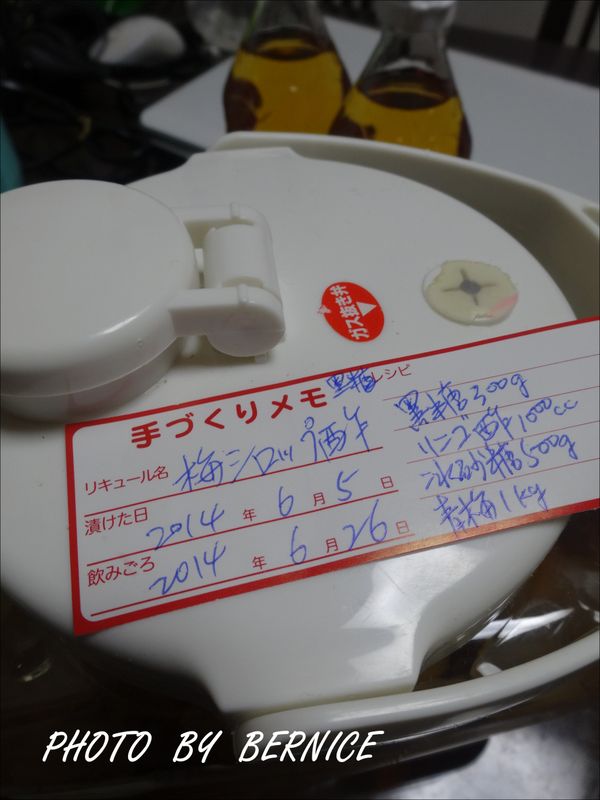 ガス抜き弁
手づくりメモ 黒糖 レシピ
リキュール名 梅シロップ酢
漬けた日 2014 年 6 月 5 日
飲みごろ 2014 年 6 月 26 日
黒糖 300g
リンゴ酢 1000cc
氷砂糖 500g
青梅 1kg
PHOTO BY BERNICE